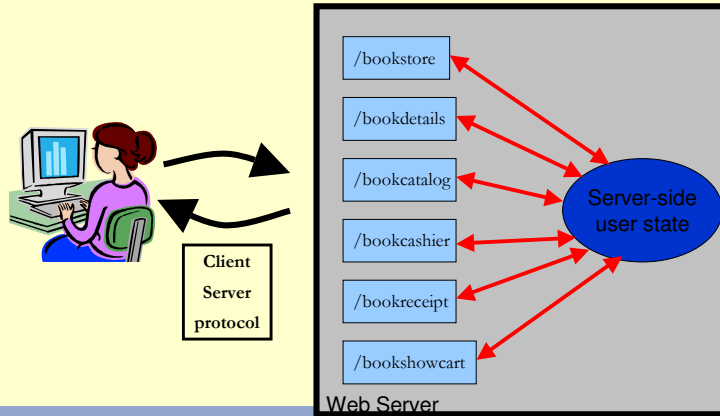 /bookstore
/bookdetails
/bookcatalog
/bookcashier
/bookreceipt
/bookshowcart
Server-side
user state
Client
Server
protocol
Web Server